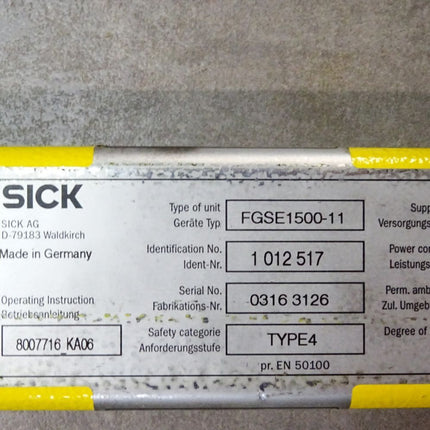 SICK
SICK AG
D-79183 Waldkirch
Made in Germany
Operating Instruction
Betriebsanleitung
8007716 KA06
Type of unit
Geräte Typ
FGSE1500-11
Identification No.
Ident-Nr.
1 012 517
Serial No.
Fabrikations-Nr.
0316 3126
Safety categorie
Anforderungsstufe
TYPE4
pr. EN 50100
Supp
Versorgungs
Power con
Leistungs
Perm. amb
Zul. Umgeb
Degree of